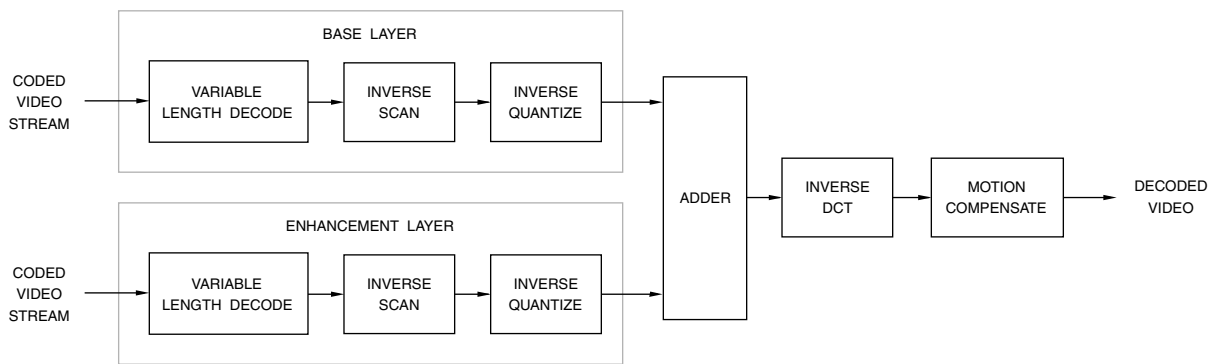 BASE LAYER
CODED
VIDEO
STREAM
VARIABLE
LENGTH DECODE
INVERSE
SCAN
INVERSE
QUANTIZE
ENHANCEMENT LAYER
CODED
VIDEO
STREAM
VARIABLE
LENGTH DECODE
INVERSE
SCAN
INVERSE
QUANTIZE
ADDER
INVERSE
DCT
MOTION
COMPENSATE
DECODED
VIDEO